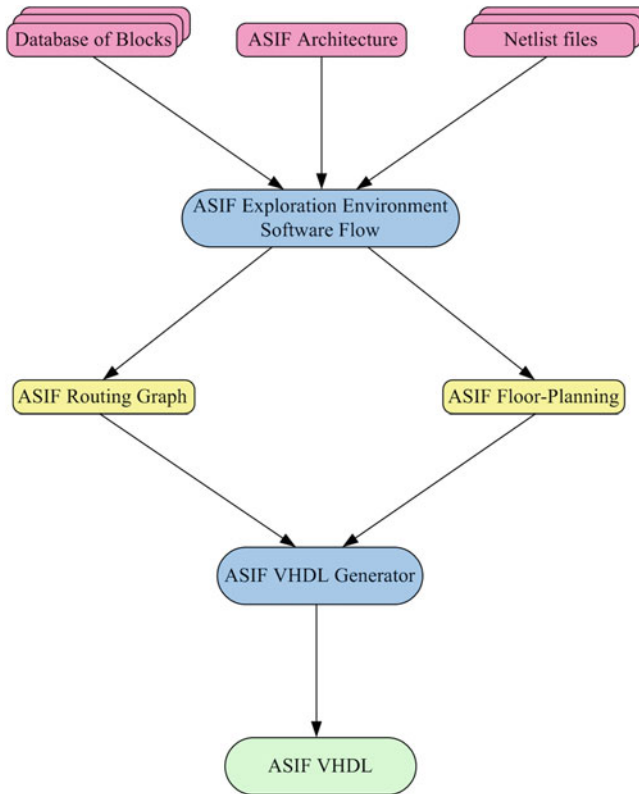 Database of Blocks
ASIF Architecture
Netlist files
ASIF Exploration Environment
Software Flow
ASIF Routing Graph
ASIF Floor-Planning
ASIF VHDL Generator
ASIF VHDL